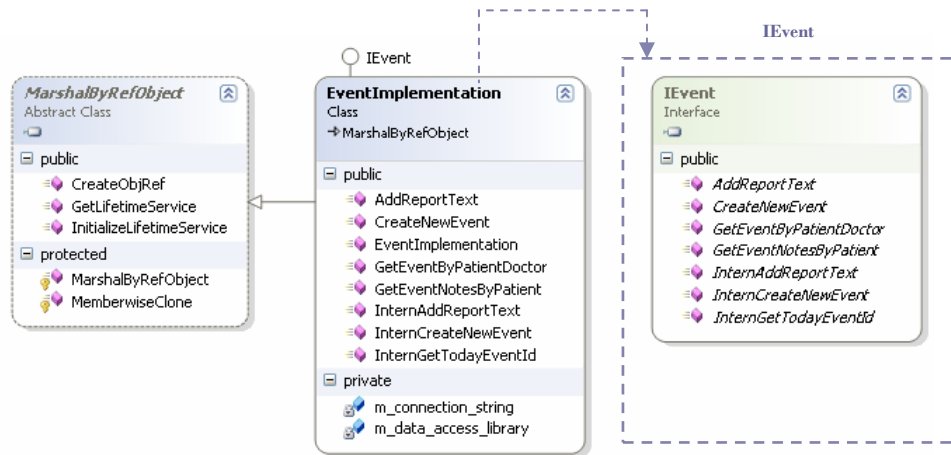 IEvent
IEvent
MarshalByRefObject
Abstract Class
public
CreateObjRef
GetLifetimeService
InitializeLifetimeService
protected
MarshalByRefObject
MemberwiseClone
EventImplementation
Class
MarshalByRefObject
public
AddReportText
CreateNewEvent
EventImplementation
GetEventByPatientDoctor
GetEventNotesByPatient
InternAddReportText
InternCreateNewEvent
InternGetTodayEventId
private
m_connection_string
m_data_access_library
IEvent
Interface
public
AddReportText
CreateNewEvent
GetEventByPatientDoctor
GetEventNotesByPatient
InternAddReportText
InternCreateNewEvent
InternGetTodayEventId